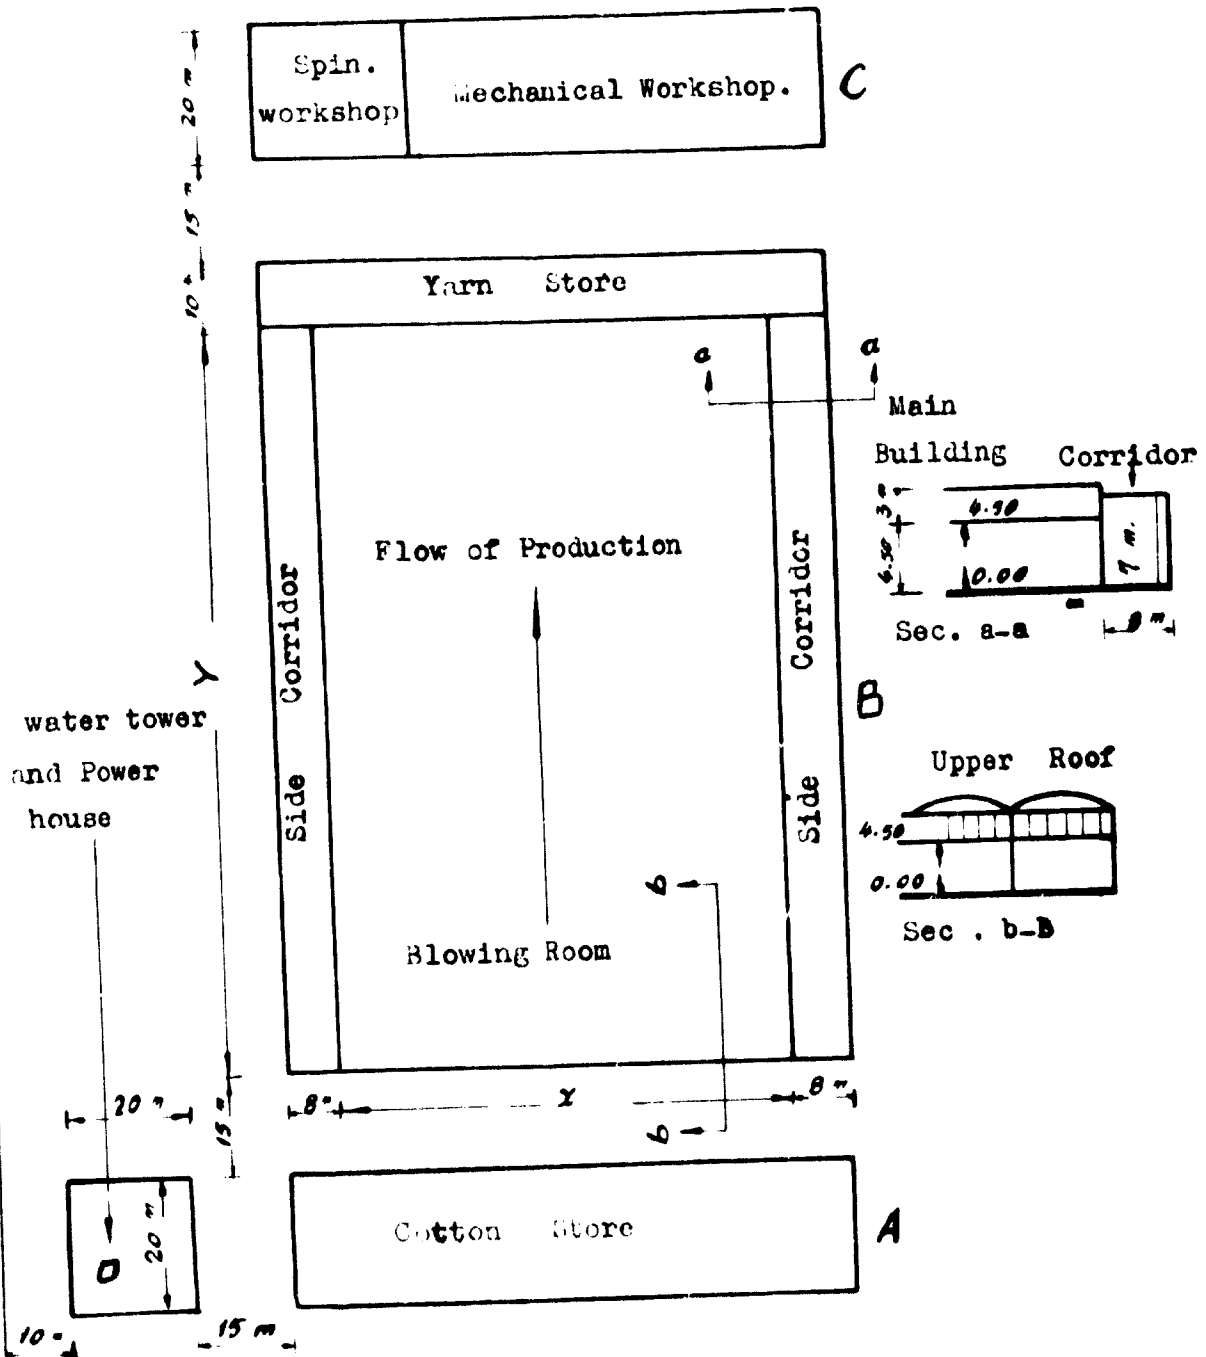 Spin.
workshop
Mechanical Workshop.
C
20 m
15 m
10 m
Yarn Store
a
a
Main
Building
Corridor
3 m
4.50
4.50
0.00
7 m.
Sec. a-a
8 m
Flow of Production
Side Corridor
Side Corridor
Y
B
water tower
and Power
house
Upper Roof
4.50
0.00
Sec . b-B
b
Blowing Room
20 m
15 m
8 m
X
8 m
b
20 m
D
Cotton Store
A
10 m
15 m